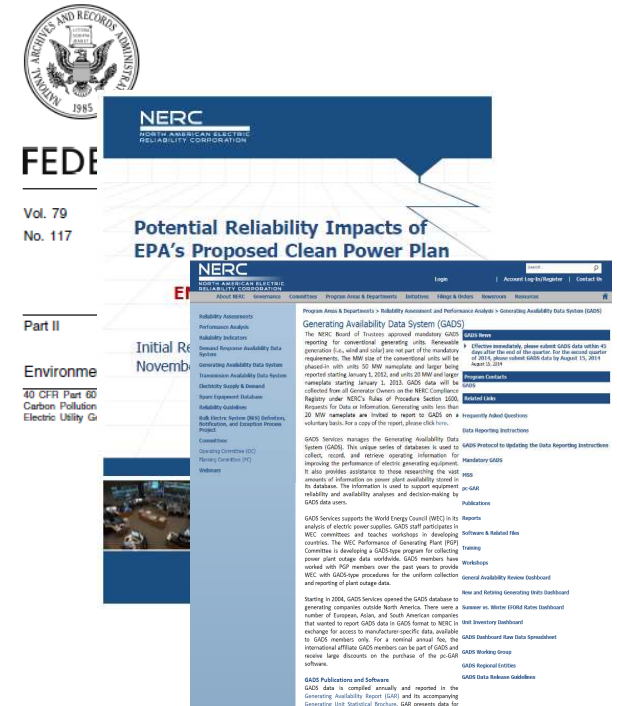 NATIONAL ARCHIVES AND RECORDS ADMINISTRAT
LITTERA
SCRIPTA
MANET
1985
FEDE
Vol. 79
No. 117
Part II
Environme
40 CFR Part 60
Carbon Pollution
Electric Utility Ge
NERC
NORTH AMERICAN ELECTRIC
RELIABILITY CORPORATION
Potential Reliability Impacts of
EPA's Proposed Clean Power Plan
Initial Re
Novemb
NERC
NORTH AMERICAN ELECTRIC
RELIABILITY CORPORATION
Search
Login | Account Log-In/Register | Contact Us
About NERC Governance Committees Program Areas & Departments Initiatives Filings & Orders Newsroom Resources
Reliability Assessments
Performance Analysis
Reliability Indicators
Demand Response Availability Data
System
Generating Availability Data System
Transmission Availability Data System
Electricity Supply & Demand
Spare Equipment Database
Reliability Guidelines
Bulk Electric System (BES) Definition,
Notification, and Exception Process
Project
Committees
Operating Committee (OC)
Planning Committee (PC)
Webinars
Program Areas & Departments > Reliability Assessment and Performance Analysis > Generating Availability Data System (GADS)
Generating Availability Data System (GADS)
The NERC Board of Trustees approved mandatory GADS
reporting for conventional generating units. Renewable
generation (i.e., wind and solar) are not part of the mandatory
requirements. The MW size of the conventional units will be
phased-in with units 50 MW nameplate and larger being
reported starting January 1, 2012, and units 20 MW and larger
nameplate starting January 1, 2013. GADS data will be
collected from all Generator Owners on the NERC Compliance
Registry under NERC's Rules of Procedure Section 1600,
Requests for Data or Information. Generating units less than
20 MW nameplate are invited to report to GADS on a
voluntary basis. For a copy of the report, please click here.
GADS Services manages the Generating Availability Data
System (GADS). This unique series of databases is used to
collect, record, and retrieve operating information for
improving the performance of electric generating equipment.
It also provides assistance to those researching the vast
amounts of information on power plant availability stored in
its database. The information is used to support equipment
reliability and availability analyses and decision-making by
GADS data users.
GADS Services supports the World Energy Council (WEC) in its
analysis of electric power supplies. GADS staff participates in
WEC committees and teaches workshops in developing
countries. The WEC Performance of Generating Plant (PGP)
Committee is developing a GADS-type program for collecting
power plant outage data worldwide. GADS members have
worked with PGP members over the past years to provide
WEC with GADS-type procedures for the uniform collection
and reporting of plant outage data.
Starting in 2004, GADS Services opened the GADS database to
generating companies outside North America. There were a
number of European, Asian, and South American companies
that wanted to report GADS data in GADS format to NERC in
exchange for access to manufacturer-specific data, available
to GADS members only. For a nominal annual fee, the
international affiliate GADS members can be part of GADS and
receive large discounts on the purchase of the pc-GAR
software.
GADS Publications and Software
GADS data is compiled annually and reported in the
Generating Availability Report (GAR) and its accompanying
Generating Unit Statistical Brochure. GAR presents data for
GADS News
Effective immediately, please submit GADS data within 45
days after the end of the quarter. For the second quarter
of 2014, please submit GADS data by August 15, 2014
August 15, 2014
Program Contacts
GADS
Related Links
Frequently Asked Questions
Data Reporting Instructions
GADS Protocol to Updating the Data Reporting Instructions
Mandatory GADS
MSS
pc-GAR
Publications
Reports
Software & Related Files
Training
Workshops
General Availability Review Dashboard
New and Retiring Generating Units Dashboard
Summer vs. Winter EFORd Rates Dashboard
Unit Inventory Dashboard
GADS Dashboard Raw Data Spreadsheet
GADS Working Group
GADS Regional Entities
GADS Data Release Guidelines